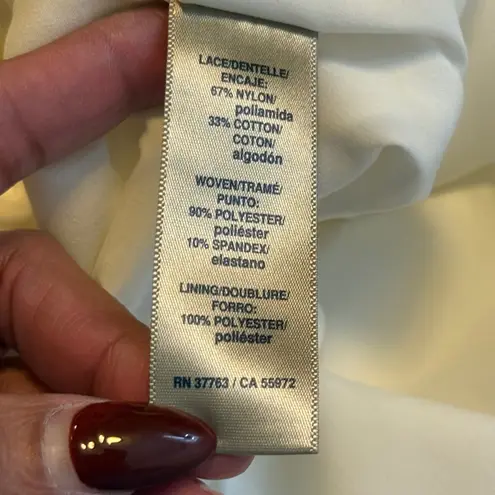 LACE/DENTELLE/
ENCAJE:
67% NYLON/
poliamida
33% COTTON/
COTON/
algodón
WOVEN/TRAMÉ/
PUNTO:
90% POLYESTER/
poliéster
10% SPANDEX/
elastano
LINING/DOUBLURE/
FORRO:
100% POLYESTER/
poliéster
RN 37763 / CA 55972